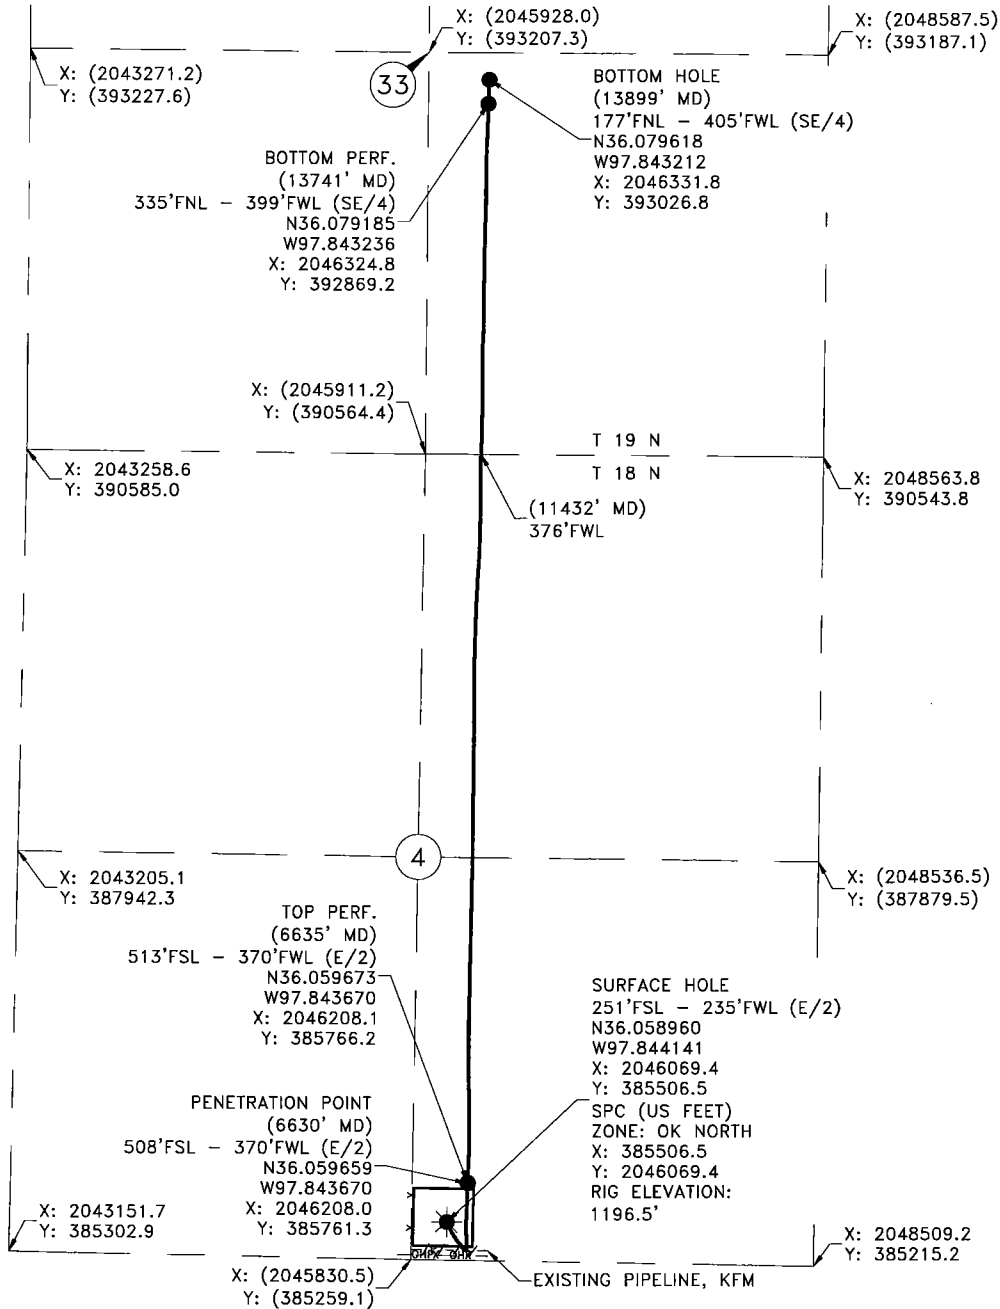 X: (2045928.0)
Y: (393207.3)
X: (2048587.5)
Y: (393187.1)
X: (2043271.2)
Y: (393227.6)
33
BOTTOM HOLE
(13899' MD)
177'FNL – 405'FWL (SE/4)
N36.079618
W97.843212
X: 2046331.8
Y: 393026.8
BOTTOM PERF.
(13741' MD)
335'FNL – 399'FWL (SE/4)
N36.079185
W97.843236
X: 2046324.8
Y: 392869.2
X: (2045911.2)
Y: (390564.4)
T 19 N
T 18 N
X: 2043258.6
Y: 390585.0
X: 2048563.8
Y: 390543.8
(11432' MD)
376'FWL
4
X: 2043205.1
Y: 387942.3
X: (2048536.5)
Y: (387879.5)
TOP PERF.
(6635' MD)
513'FSL – 370'FWL (E/2)
N36.059673
W97.843670
X: 2046208.1
Y: 385766.2
SURFACE HOLE
251'FSL – 235'FWL (E/2)
N36.058960
W97.844141
X: 2046069.4
Y: 385506.5
SPC (US FEET)
ZONE: OK NORTH
X: 385506.5
Y: 2046069.4
RIG ELEVATION:
1196.5'
PENETRATION POINT
(6630' MD)
508'FSL – 370'FWL (E/2)
N36.059659
W97.843670
X: 2046208.0
Y: 385761.3
X: 2043151.7
Y: 385302.9
X: 2048509.2
Y: 385215.2
X: (2045830.5)
Y: (385259.1)
EXISTING PIPELINE, KFM